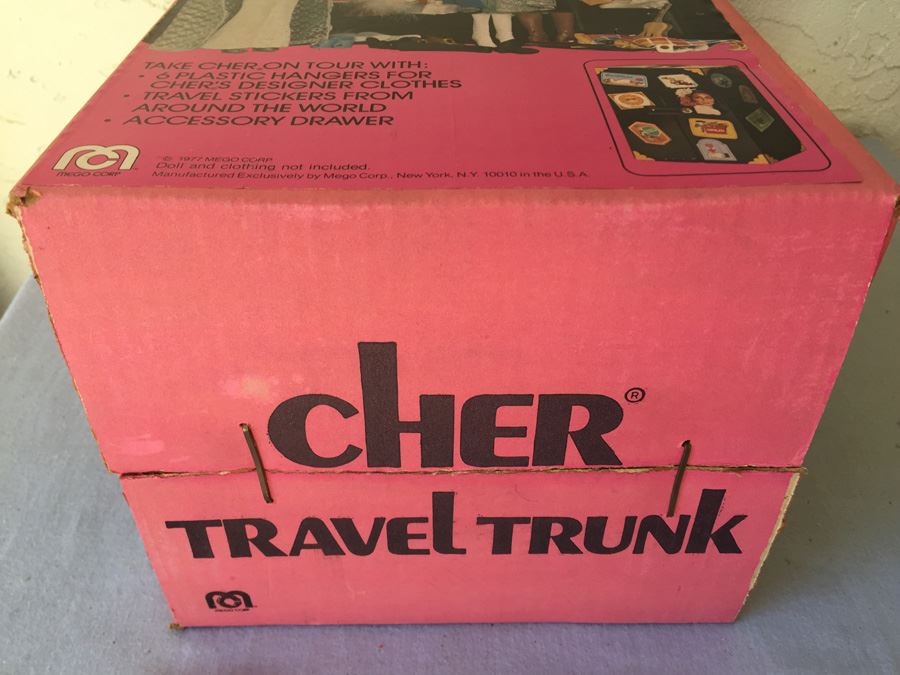 TAKE CHER ON TOUR WITH:
• 6 PLASTIC HANGERS FOR
CHER'S DESIGNER CLOTHES
• TRAVEL STICKERS FROM
AROUND THE WORLD
• ACCESSORY DRAWER
MEGO CORP
© 1977 MEGO CORP
Doll and clothing not included.
Manufactured Exclusively by Mego Corp., New York, N.Y. 10010 in the U.S.A.
CHER®
TRAVEL TRUNK
MEGO CORP